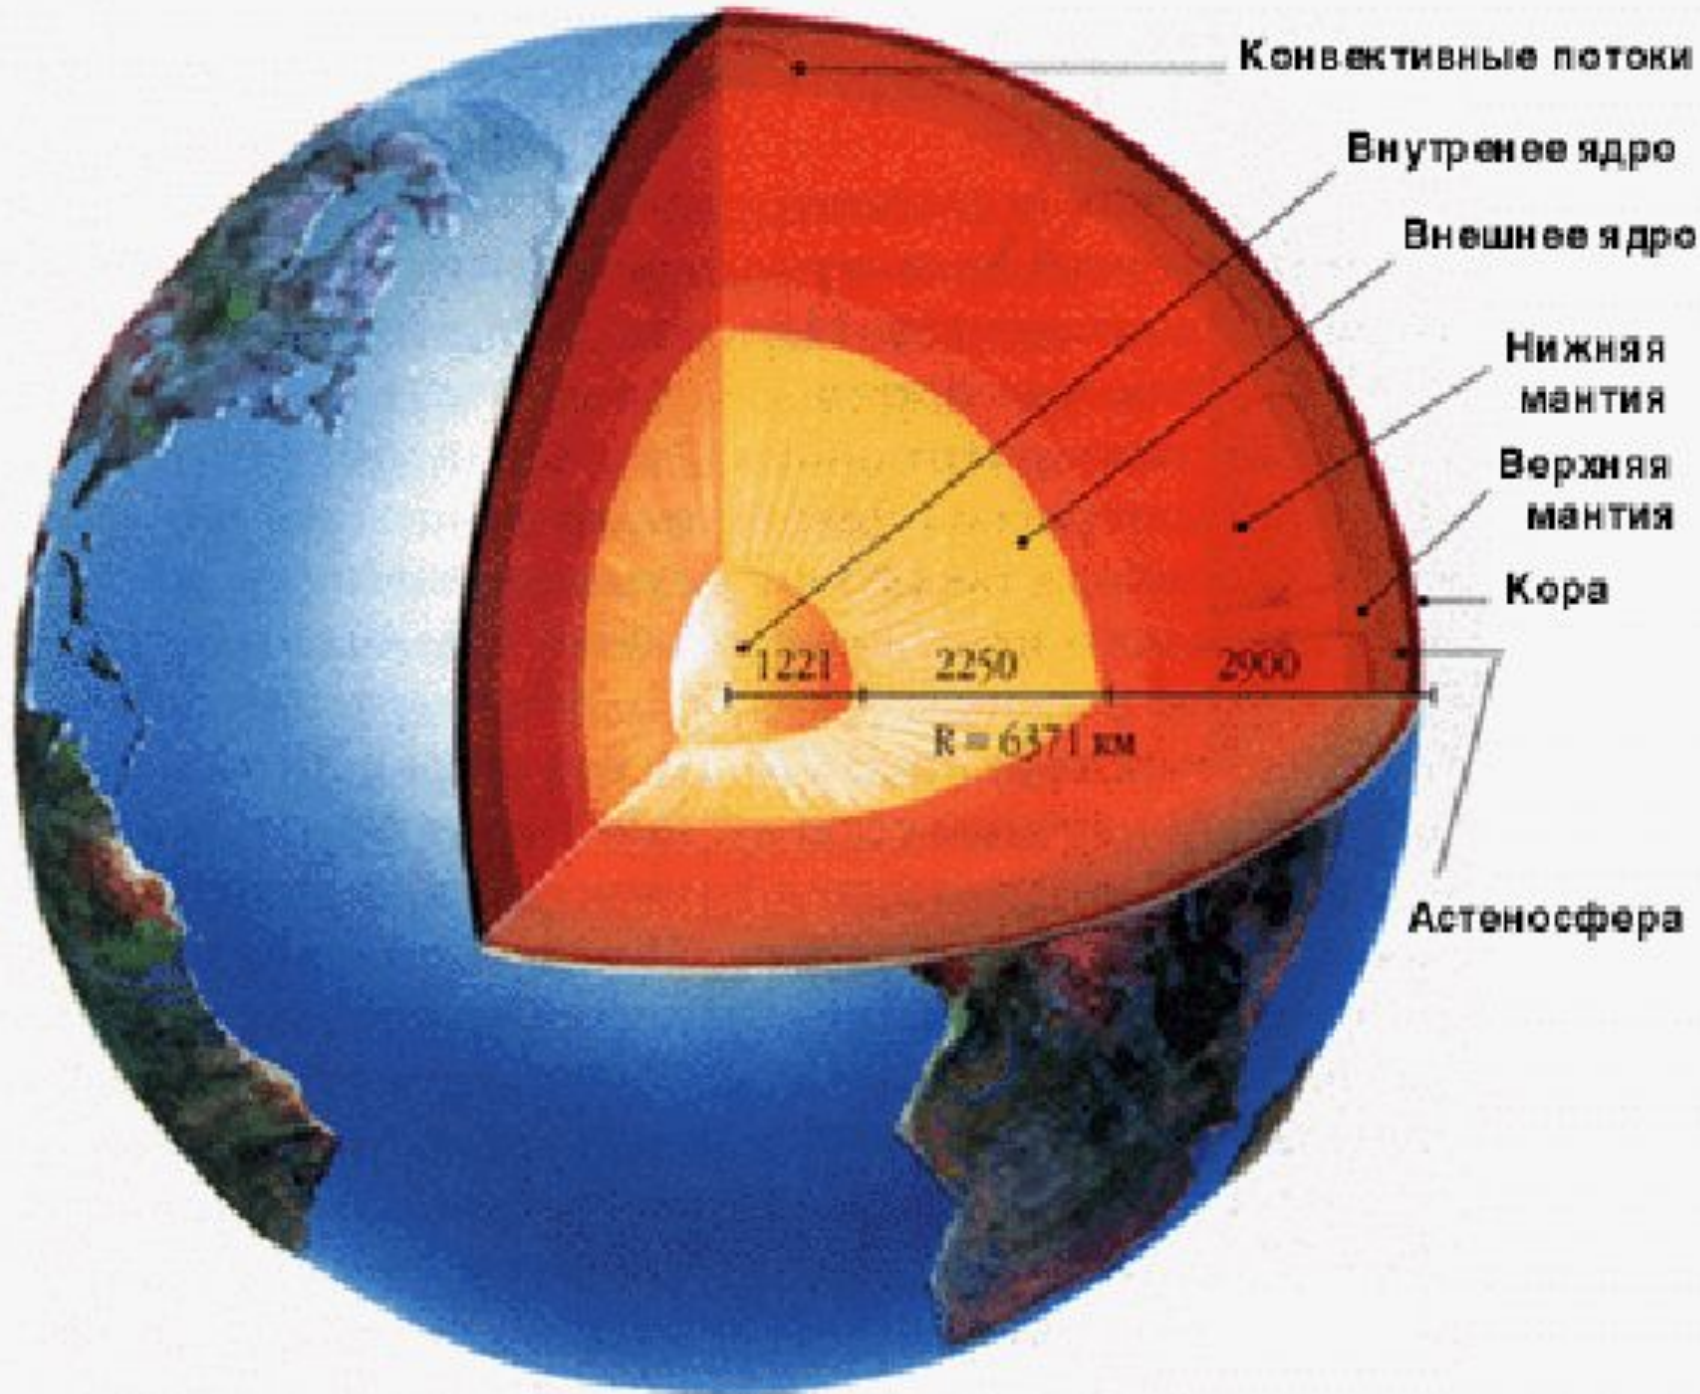 Конвективные потоки
Внутренее ядро
Внешнее ядро
Нижняя
мантия
Верхняя
мантия
Кора
1221
2250
2900
R = 6371 км
Астеносфера